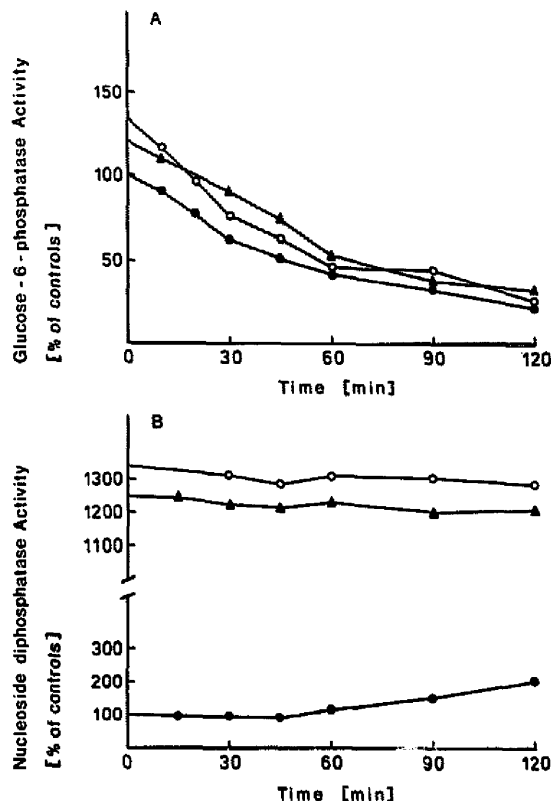 A
Glucose - 6 - phosphatase Activity
[% of controls]
150
100
50
0 30 60 90 120
Time [min]
B
Nucleoside diphosphatase Activity
[% of controls]
1300
1200
1100
300
200
100
0 30 60 90 120
Time [min]